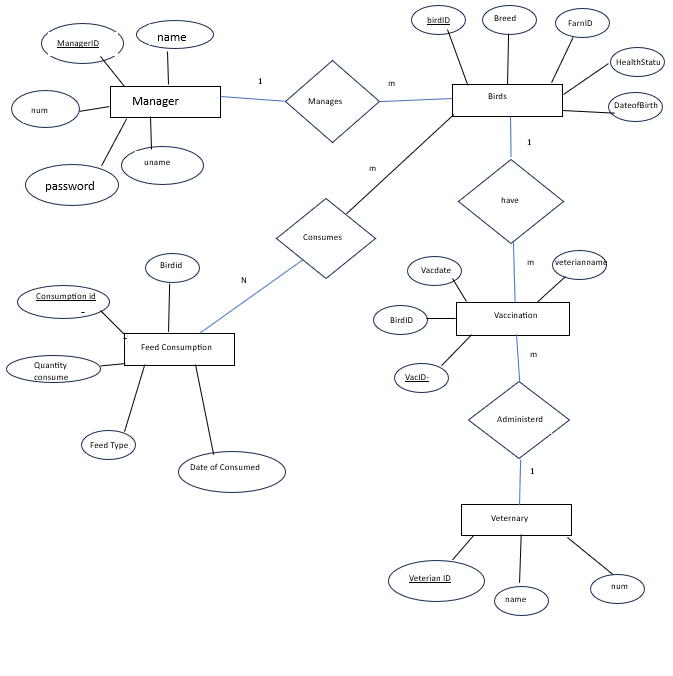 birdID
Breed
FarnID
ManagerID
name
HealthStatu
1
m
Manager
Manages
Birds
DateofBirth
num
uname
1
password
m
have
Consumes
Birdid
m
veterianname
Vacdate
N
Consumption id
-
BirdID
Vaccination
Feed Consumption
m
Quantity
consume
VacID-
Administerd
Feed Type
Date of Consumed
1
Veternary
Veterian ID
name
num